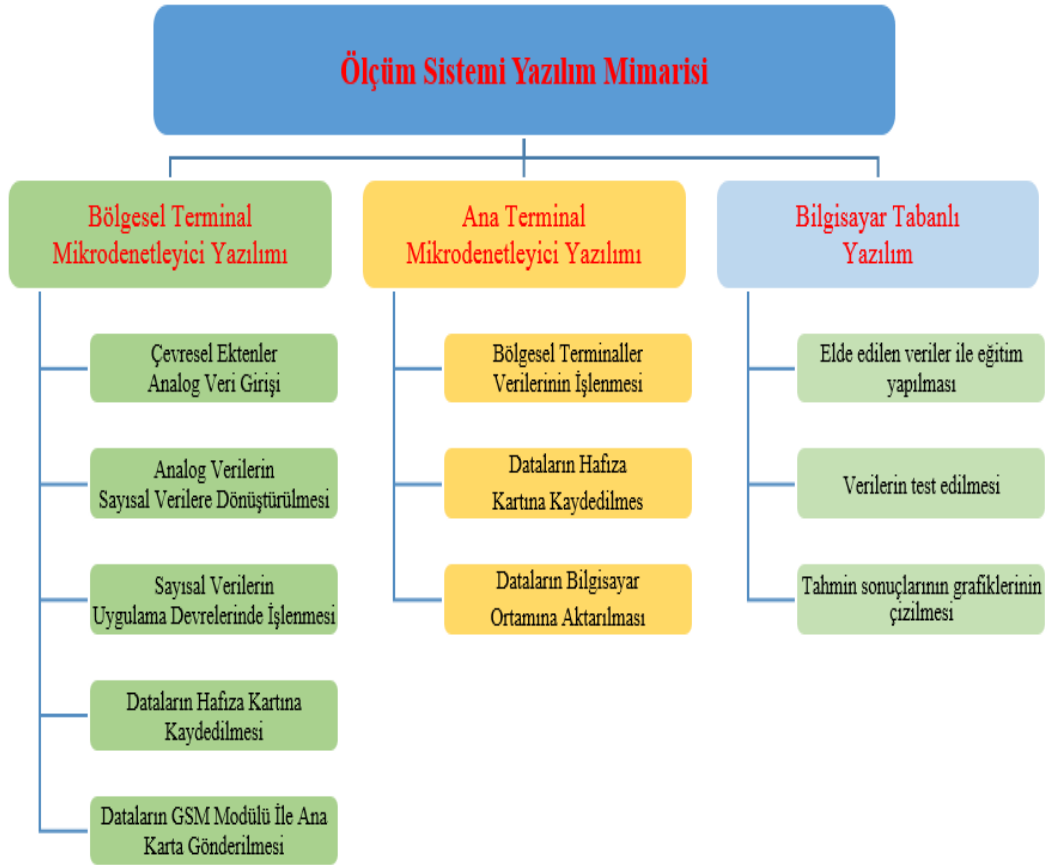 Ölçüm Sistemi Yazılım Mimarisi
Bölgesel Terminal
Mikrodenetleyici Yazılımı
Çevresel Ektenler
Analog Veri Girişi
Analog Verilerin
Sayısal Verilere Dönüştürülmesi
Sayısal Verilerin
Uygulama Devrelerinde İşlenmesi
Dataların Hafıza Kartına
Kaydedilmesi
Dataların GSM Modülü İle Ana
Karta Gönderilmesi
Ana Terminal
Mikrodenetleyici Yazılımı
Bölgesel Terminaller
Verilerinin İşlenmesi
Dataların Hafıza
Kartına Kaydedilmes
Dataların Bilgisayar
Ortamına Aktarılması
Bilgisayar Tabanlı
Yazılım
Elde edilen veriler ile eğitim
yapılması
Verilerin test edilmesi
Tahmin sonuçlarının grafiklerinin
çizilmesi